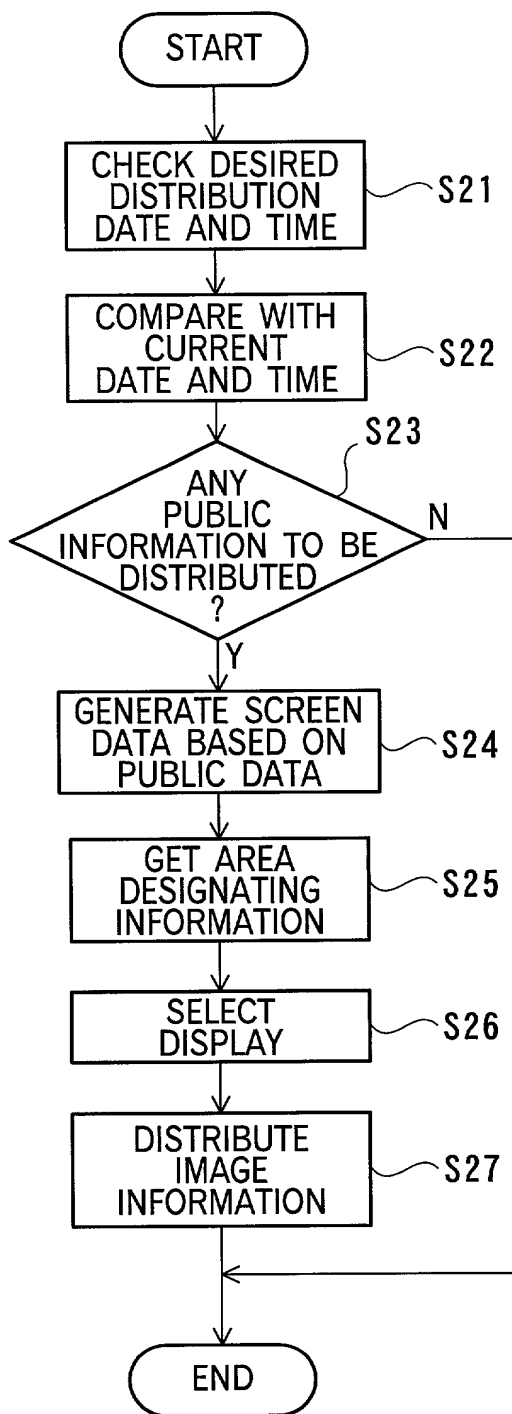 START
CHECK DESIRED
DISTRIBUTION
DATE AND TIME
S21
COMPARE WITH
CURRENT
DATE AND TIME
S22
S23
ANY
PUBLIC
INFORMATION TO BE
DISTRIBUTED
?
N
Y
GENERATE SCREEN
DATA BASED ON
PUBLIC DATA
S24
GET AREA
DESIGNATING
INFORMATION
S25
SELECT
DISPLAY
S26
DISTRIBUTE
IMAGE
INFORMATION
S27
END